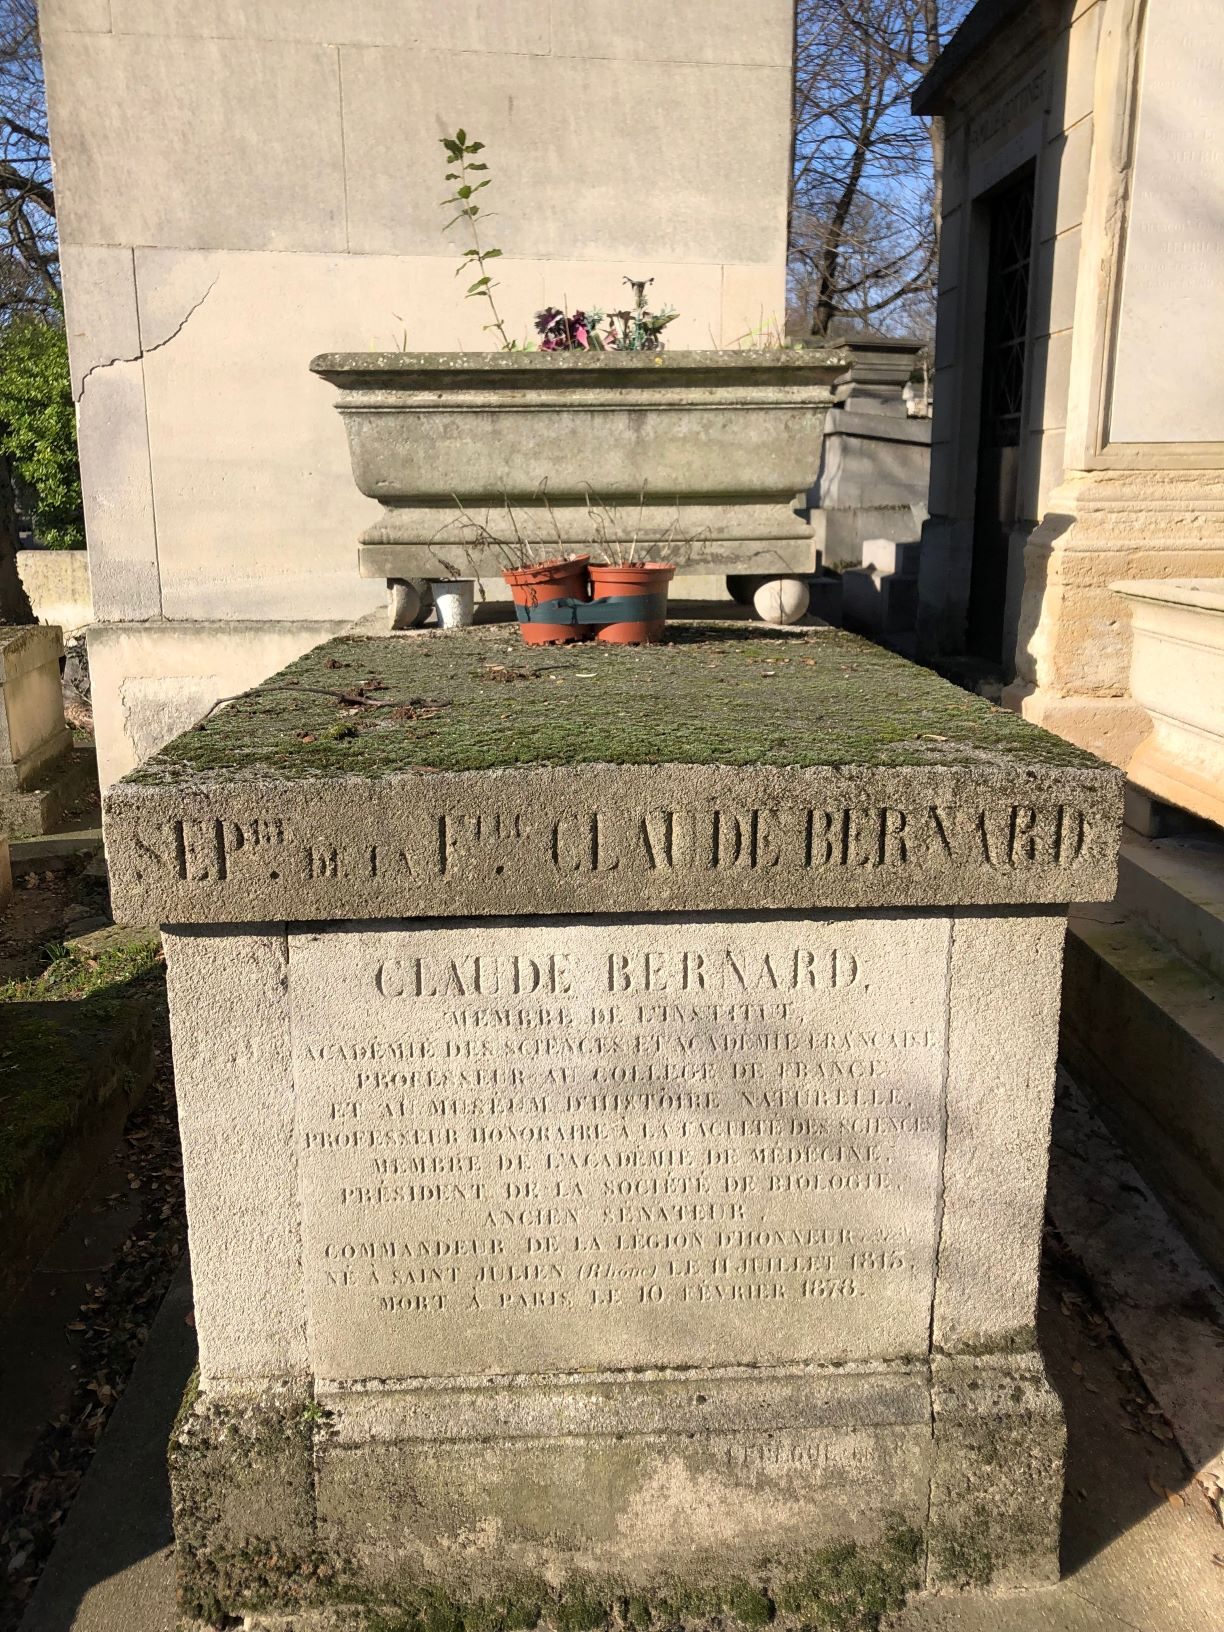 SEPRE. DE LA FLLE. CLAUDE BERNARD
CLAUDE BERNARD,
MEMBRE DE L'INSTITUT,
ACADÉMIE DES SCIENCES ET ACADÉMIE FRANÇAISE
PROFESSEUR AU COLLÈGE DE FRANCE
ET AU MUSÉUM D'HISTOIRE NATURELLE,
PROFESSEUR HONORAIRE À LA FACULTÉ DES SCIENCES
MEMBRE DE L'ACADÉMIE DE MÉDECINE,
PRÉSIDENT DE LA SOCIÉTÉ DE BIOLOGIE,
ANCIEN SÉNATEUR,
COMMANDEUR DE LA LÉGION D'HONNEUR
NÉ À SAINT JULIEN (Rhône) LE 11 JUILLET 1813,
MORT À PARIS, LE 10 FÉVRIER 1878.